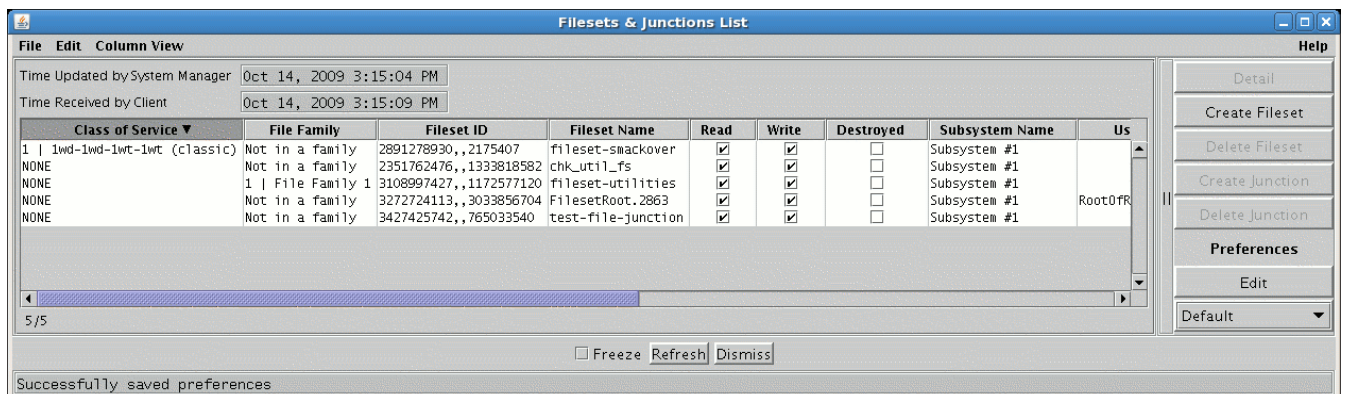 Filesets & Junctions List
File Edit Column View Help
Time Updated by System Manager Oct 14, 2009 3:15:04 PM
Time Received by Client Oct 14, 2009 3:15:09 PM
Class of Service ▼ File Family Fileset ID Fileset Name Read Write Destroyed Subsystem Name Us
1 | 1wd-1wd-1wt-1wt (classic) Not in a family 2891278930,,2175407 fileset-smackover Subsystem #1
NONE Not in a family 2351762476,,1333818582 chk_util_fs Subsystem #1
NONE 1 | File Family 1 3108997427,,1172577120 fileset-utilities Subsystem #1
NONE Not in a family 3272724113,,3033856704 FilesetRoot.2863 Subsystem #1 RootOfR
NONE Not in a family 3427425742,,765033540 test-file-junction Subsystem #1
5/5
Detail
Create Fileset
Delete Fileset
Create Junction
Delete Junction
Preferences
Edit
Default
Freeze Refresh Dismiss
Successfully saved preferences